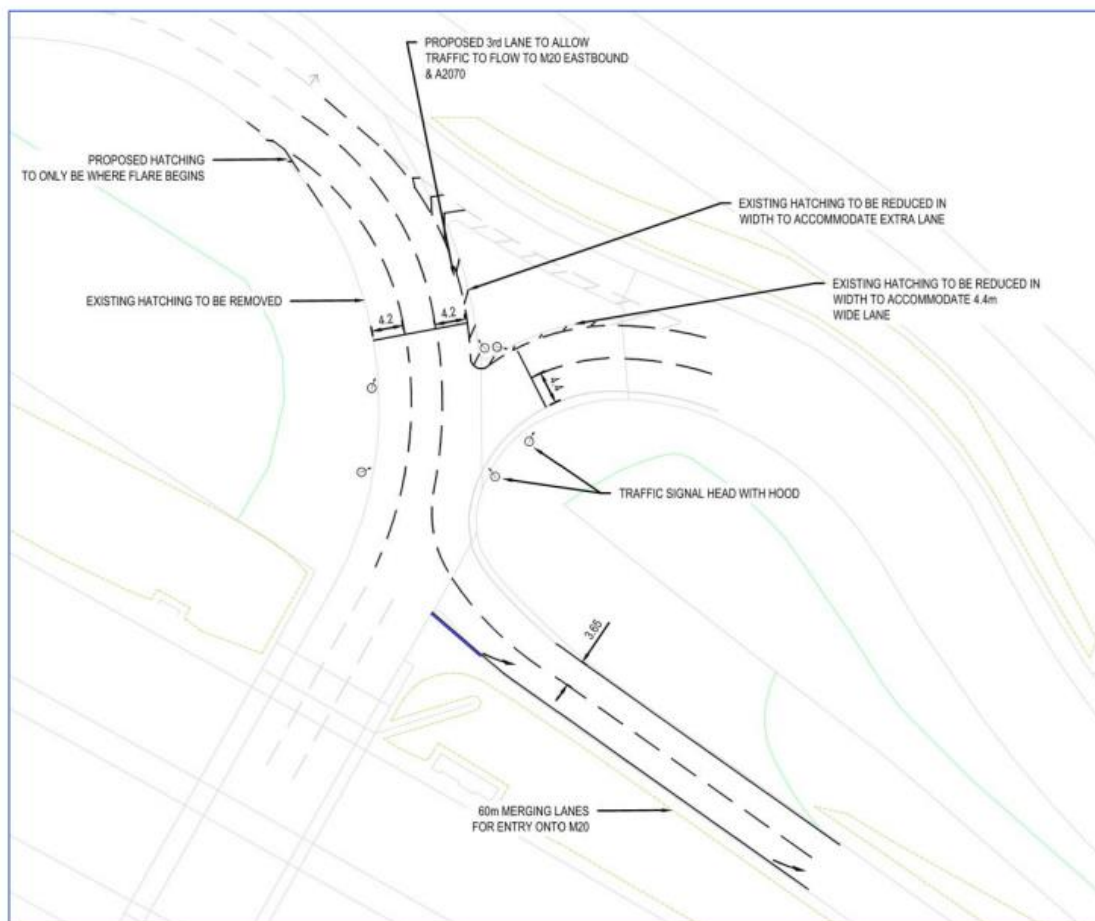 PROPOSED 3rd LANE TO ALLOW
TRAFFIC TO FLOW TO M20 EASTBOUND
& A2070
PROPOSED HATCHING
TO ONLY BE WHERE FLARE BEGINS
EXISTING HATCHING TO BE REDUCED IN
WIDTH TO ACCOMMODATE EXTRA LANE
EXISTING HATCHING TO BE REDUCED IN
WIDTH TO ACCOMMODATE 4.4m
WIDE LANE
EXISTING HATCHING TO BE REMOVED
4.2
4.2
4.4
TRAFFIC SIGNAL HEAD WITH HOOD
3.65
60m MERGING LANES
FOR ENTRY ONTO M20